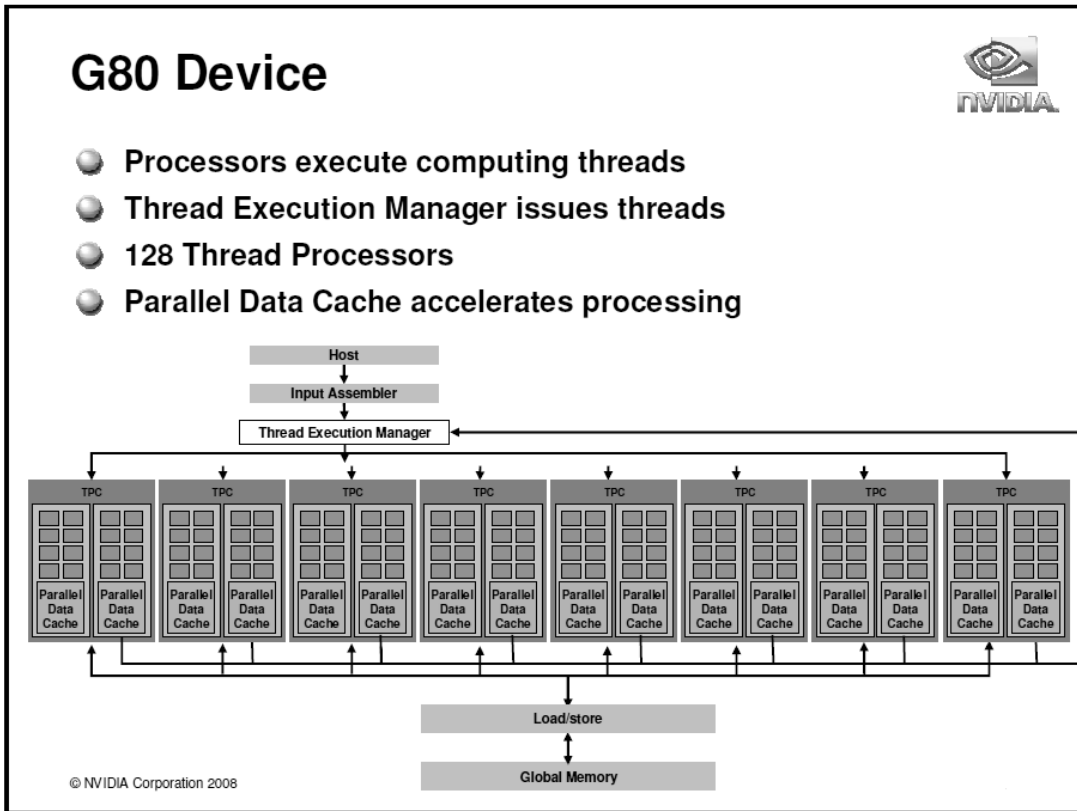 G80 Device
NVIDIA.
Processors execute computing threads
Thread Execution Manager issues threads
128 Thread Processors
Parallel Data Cache accelerates processing
Host
Input Assembler
Thread Execution Manager
TPC TPC TPC TPC TPC TPC TPC TPC
Parallel Parallel Parallel Parallel Parallel Parallel Parallel Parallel Parallel Parallel Parallel Parallel Parallel Parallel Parallel Parallel
Data Data Data Data Data Data Data Data Data Data Data Data Data Data Data Data
Cache Cache Cache Cache Cache Cache Cache Cache Cache Cache Cache Cache Cache Cache Cache Cache
Load/store
Global Memory
© NVIDIA Corporation 2008